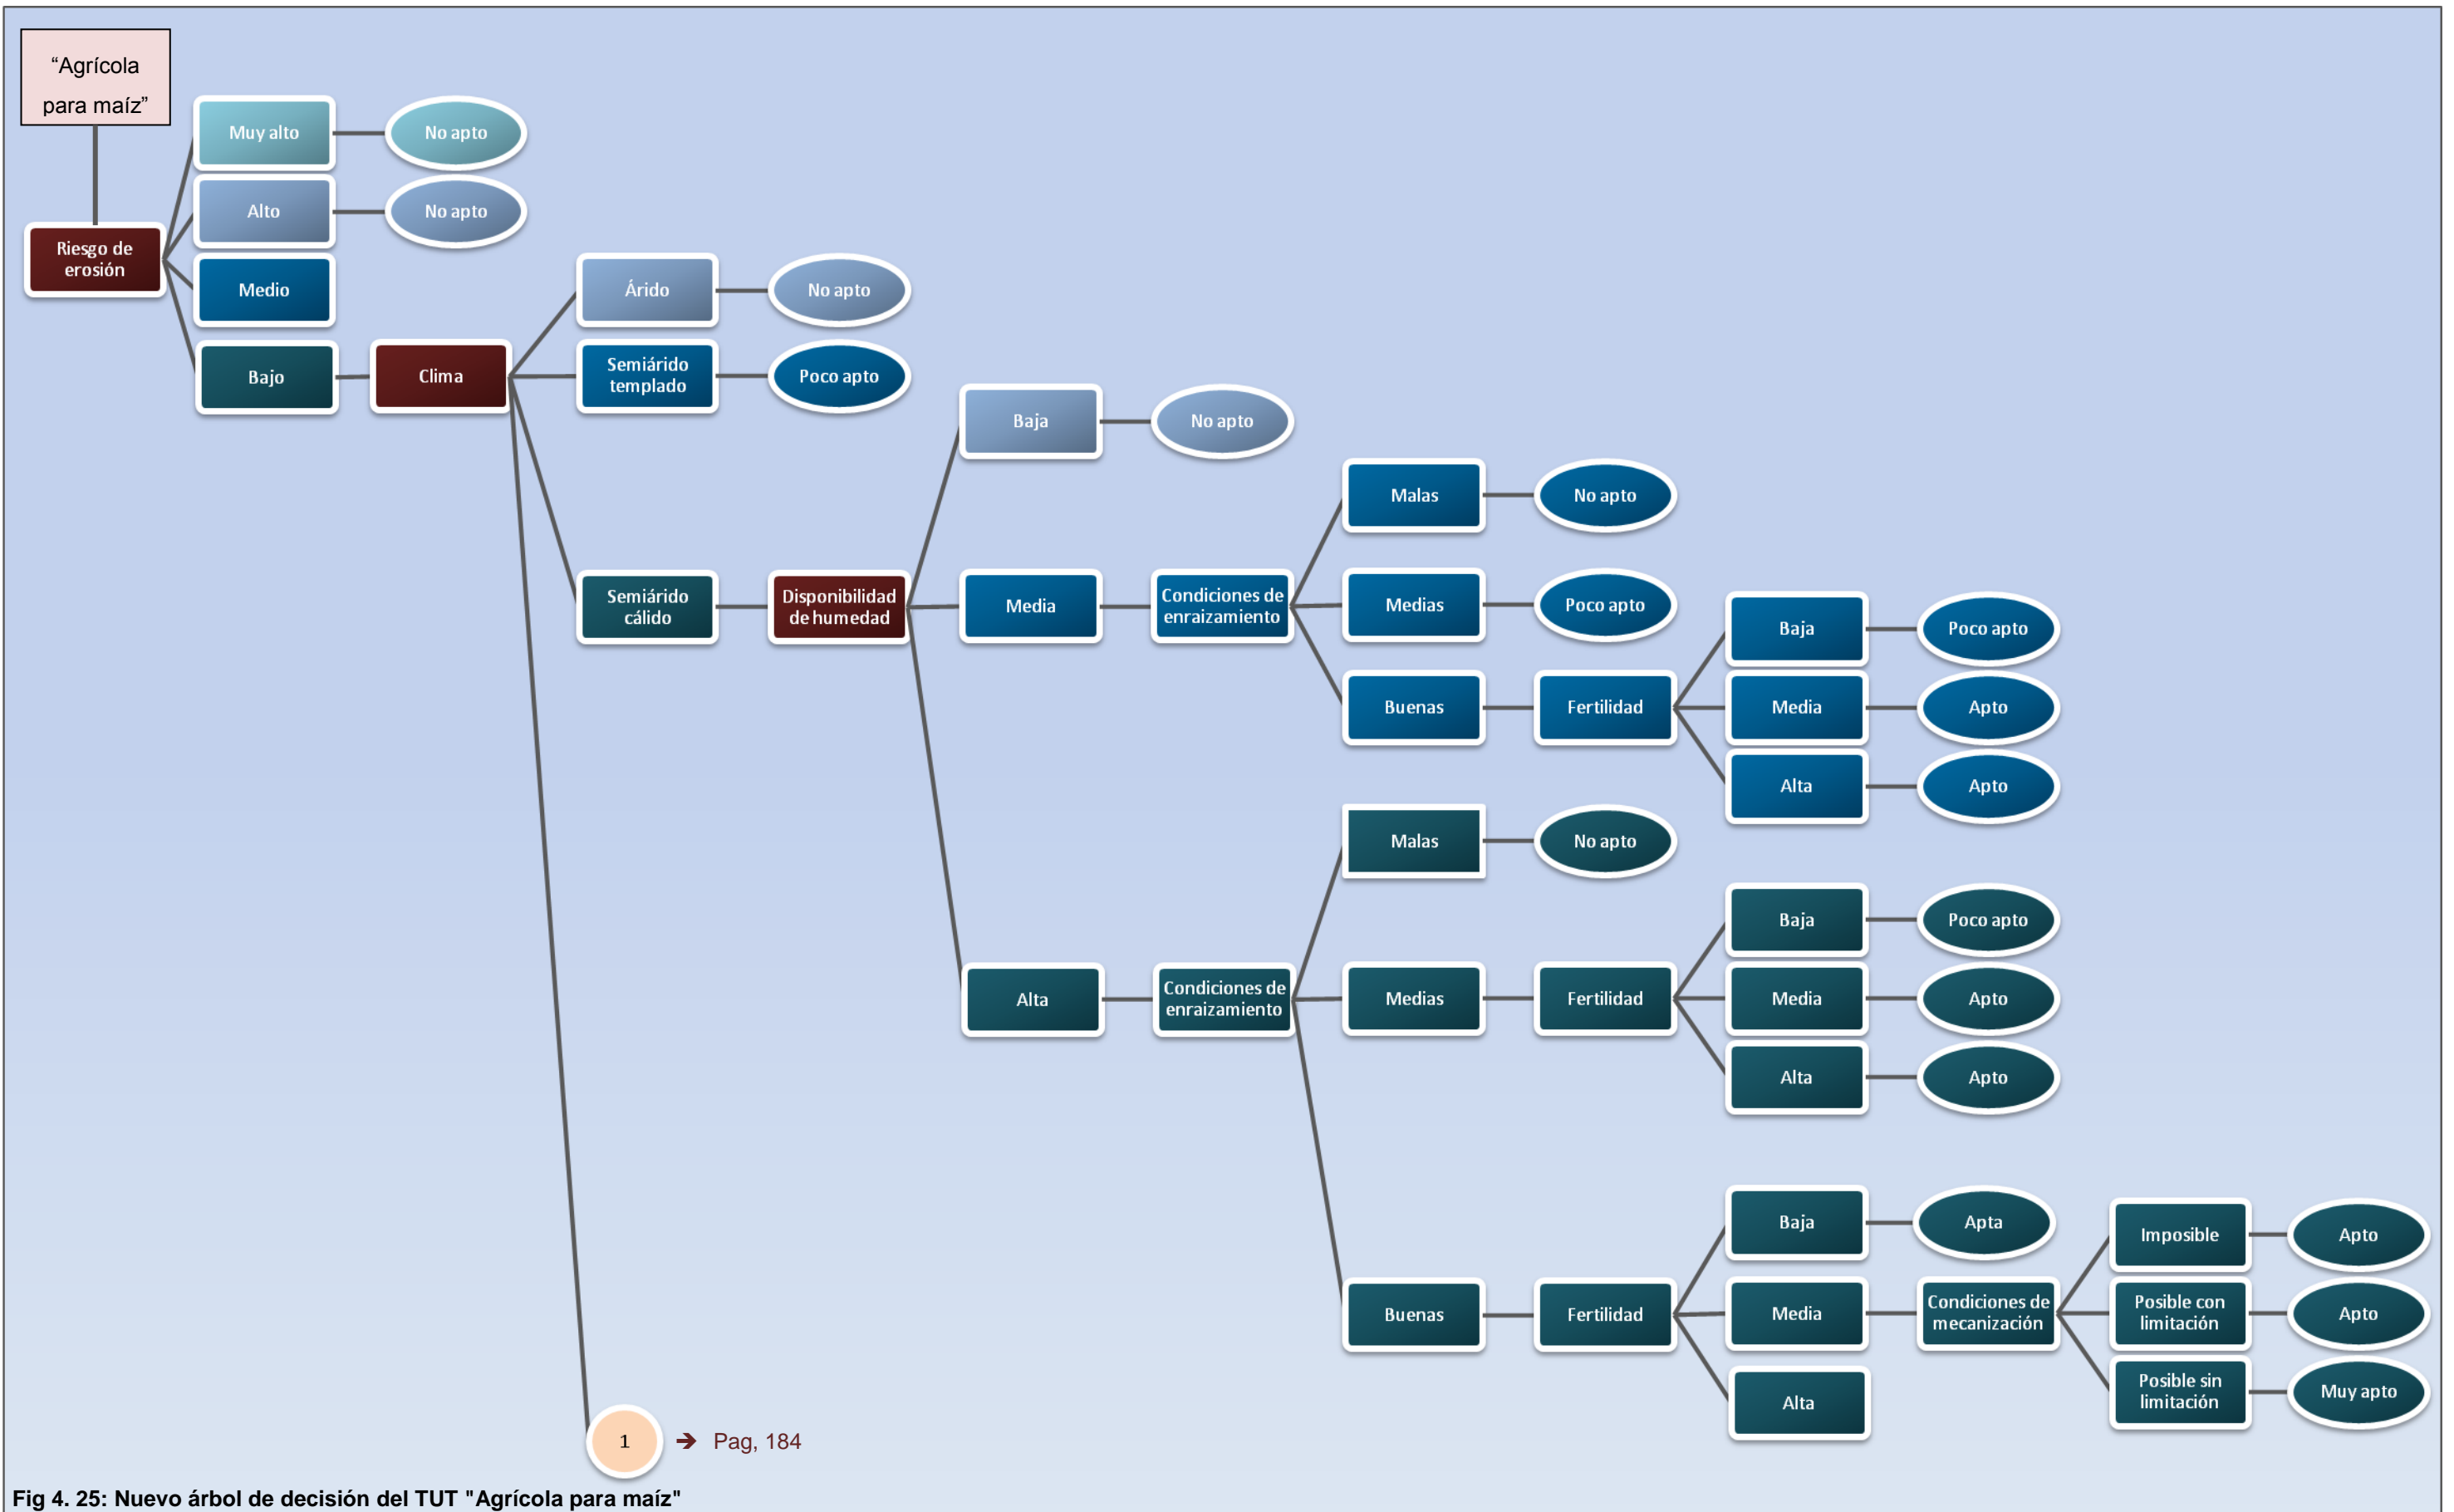 “Agrícola
para maíz”
Muy alto
No apto
Alto
No apto
Riesgo de
erosión
Medio
Bajo
Clima
Árido
No apto
Semiárido
templado
Poco apto
Semiárido
cálido
Disponibilidad
de humedad
Baja
No apto
Media
Condiciones de
enraizamiento
Malas
No apto
Medias
Poco apto
Buenas
Fertilidad
Baja
Poco apto
Media
Apto
Alta
Apto
Alta
Condiciones de
enraizamiento
Malas
No apto
Medias
Fertilidad
Baja
Poco apto
Media
Apto
Alta
Apto
Buenas
Fertilidad
Baja
Apta
Media
Condiciones de
mecanización
Imposible
Apto
Posible con
limitación
Apto
Posible sin
limitación
Muy apto
Alta
1 ➔ Pag, 184
Fig 4. 25: Nuevo árbol de decisión del TUT "Agrícola para maíz"